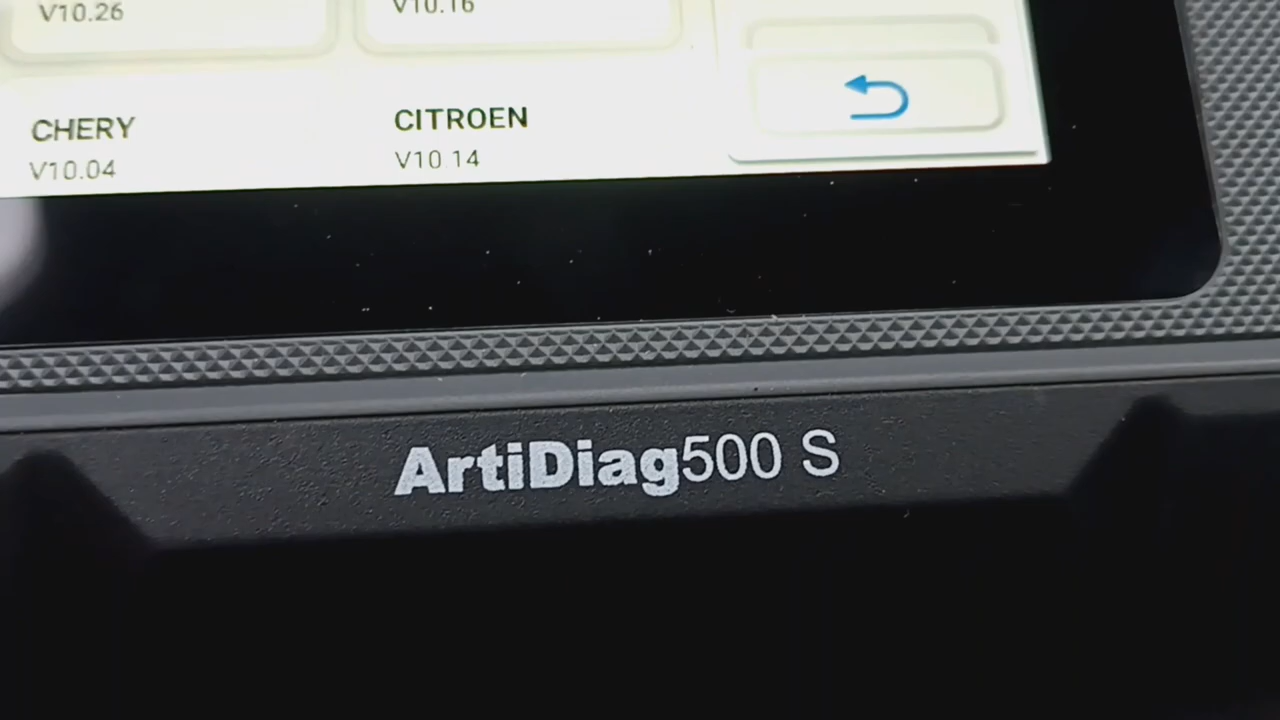 V10.26
V10.16
CHERY
V10.04
CITROEN
V10.14
ArtiDiag500 S